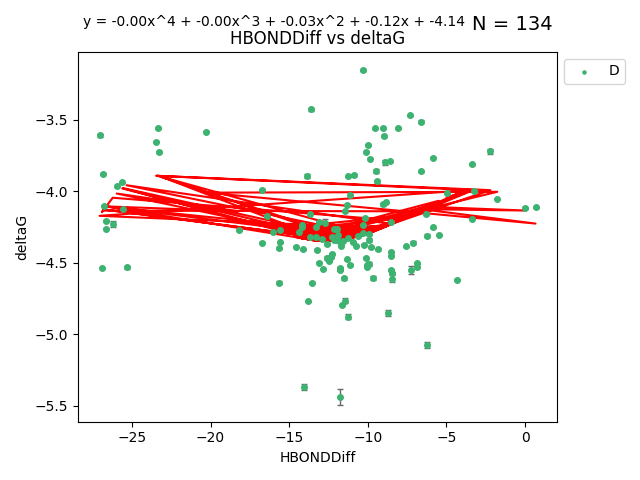 y = -0.00x^4 + -0.00x^3 + -0.03x^2 + -0.12x + -4.14 N = 134
HBONDDiff vs deltaG
D
deltaG
−3.5
−4.0
−4.5
−5.0
−5.5
−25 −20 −15 −10 −5 0
HBONDDiff